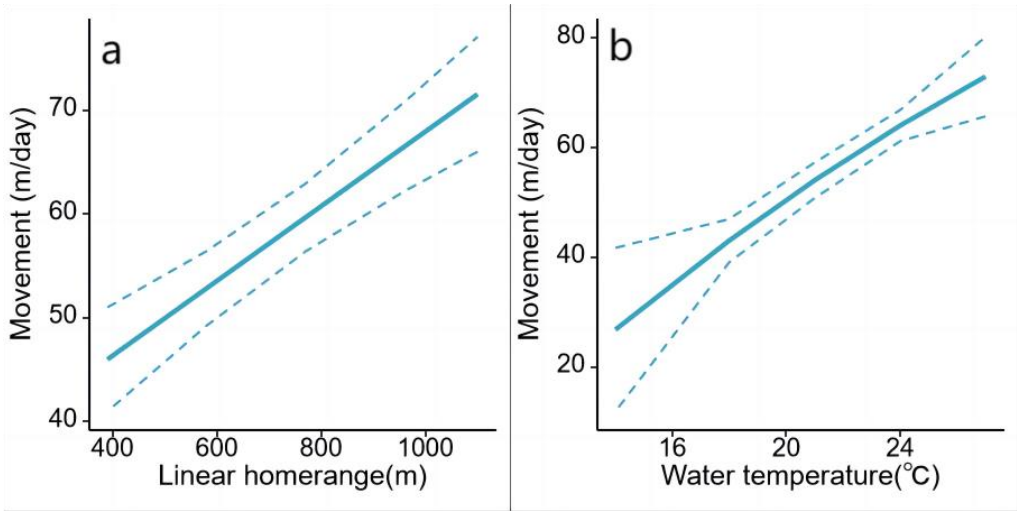 a
Movement (m/day)
70
60
50
40
400 600 800 1000
Linear homerange(m)
b
Movement (m/day)
80
60
40
20
16 20 24
Water temperature(℃)